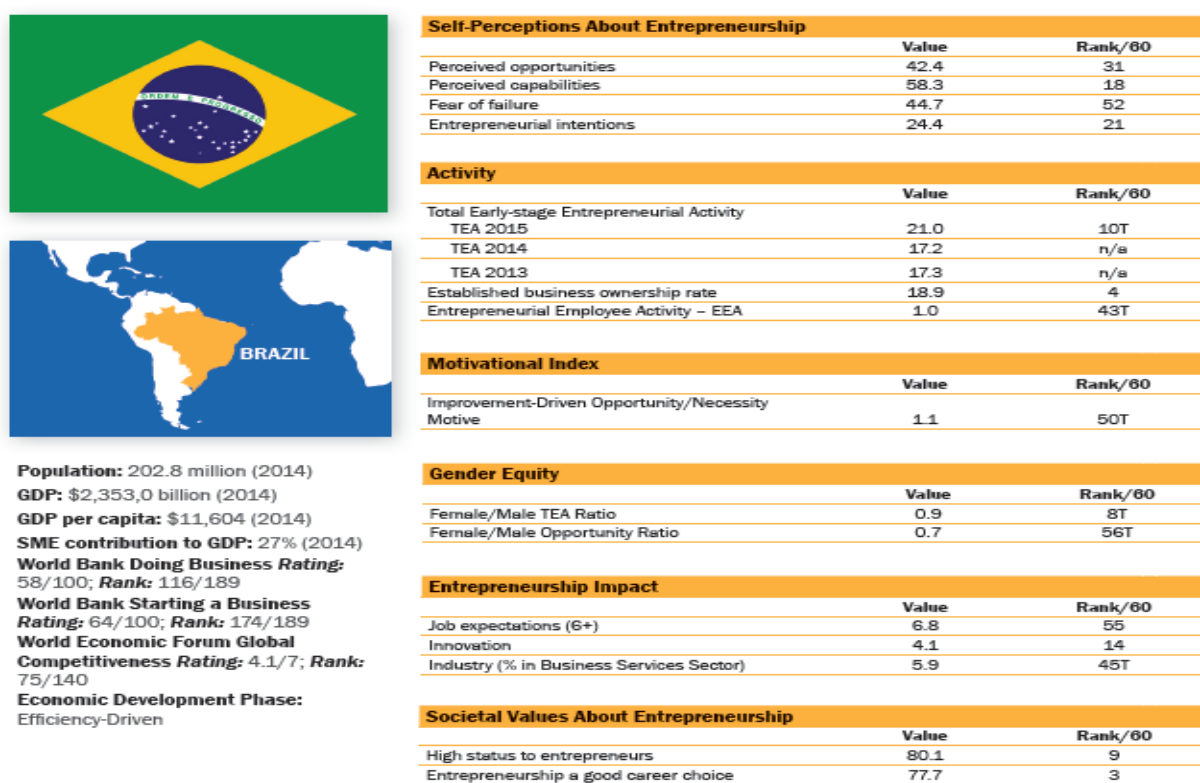 ORDEM E PROGRESSO
BRAZIL
Population: 202.8 million (2014)
GDP: $2,353,0 billion (2014)
GDP per capita: $11,604 (2014)
SME contribution to GDP: 27% (2014)
World Bank Doing Business Rating:
58/100; Rank: 116/189
World Bank Starting a Business
Rating: 64/100; Rank: 174/189
World Economic Forum Global
Competitiveness Rating: 4.1/7; Rank:
75/140
Economic Development Phase:
Efficiency-Driven
Self-Perceptions About Entrepreneurship
Value Rank/60
Perceived opportunities 42.4 31
Perceived capabilities 58.3 18
Fear of failure 44.7 52
Entrepreneurial intentions 24.4 21
Activity
Value Rank/60
Total Early-stage Entrepreneurial Activity
TEA 2015 21.0 10T
TEA 2014 17.2 n/a
TEA 2013 17.3 n/a
Established business ownership rate 18.9 4
Entrepreneurial Employee Activity – EEA 1.0 43T
Motivational Index
Value Rank/60
Improvement-Driven Opportunity/Necessity
Motive 1.1 50T
Gender Equity
Value Rank/60
Female/Male TEA Ratio 0.9 8T
Female/Male Opportunity Ratio 0.7 56T
Entrepreneurship Impact
Value Rank/60
Job expectations (6+) 6.8 55
Innovation 4.1 14
Industry (% in Business Services Sector) 5.9 45T
Societal Values About Entrepreneurship
Value Rank/60
High status to entrepreneurs 80.1 9
Entrepreneurship a good career choice 77.7 3